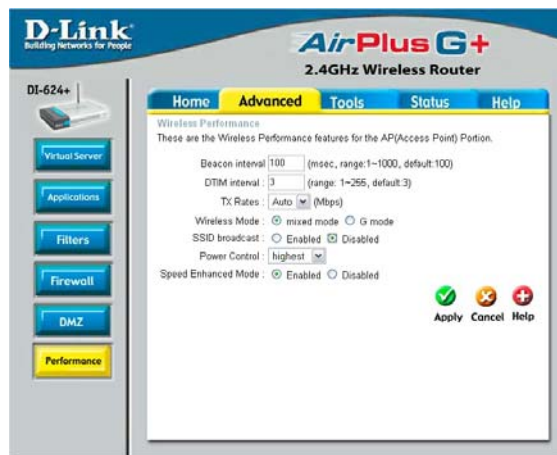 D-Link
Building Networks for People
AirPlus G+
2.4GHz Wireless Router
DI-624+
Home Advanced Tools Status Help
Virtual Server
Applications
Filters
Firewall
DMZ
Performance
Wireless Performance
These are the Wireless Performance features for the AP(Access Point) Portion.
Beacon interval 100 (msec, range:1~1000, default:100)
DTIM interval : 3 (range: 1~255, default:3)
TX Rates : Auto (Mbps)
Wireless Mode : mixed mode G mode
SSID broadcast : Enabled Disabled
Power Control : highest
Speed Enhanced Mode : Enabled Disabled
Apply Cancel Help